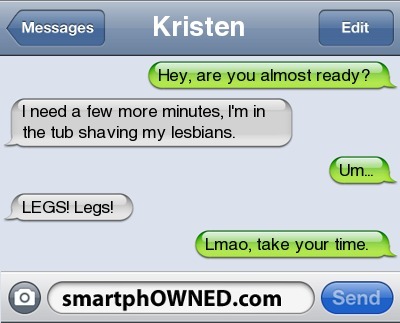 Messages
Kristen
Edit
Hey, are you almost ready?
I need a few more minutes, I'm in
the tub shaving my lesbians.
Um...
LEGS! Legs!
Lmao, take your time.
smartphOWNED.com
Send